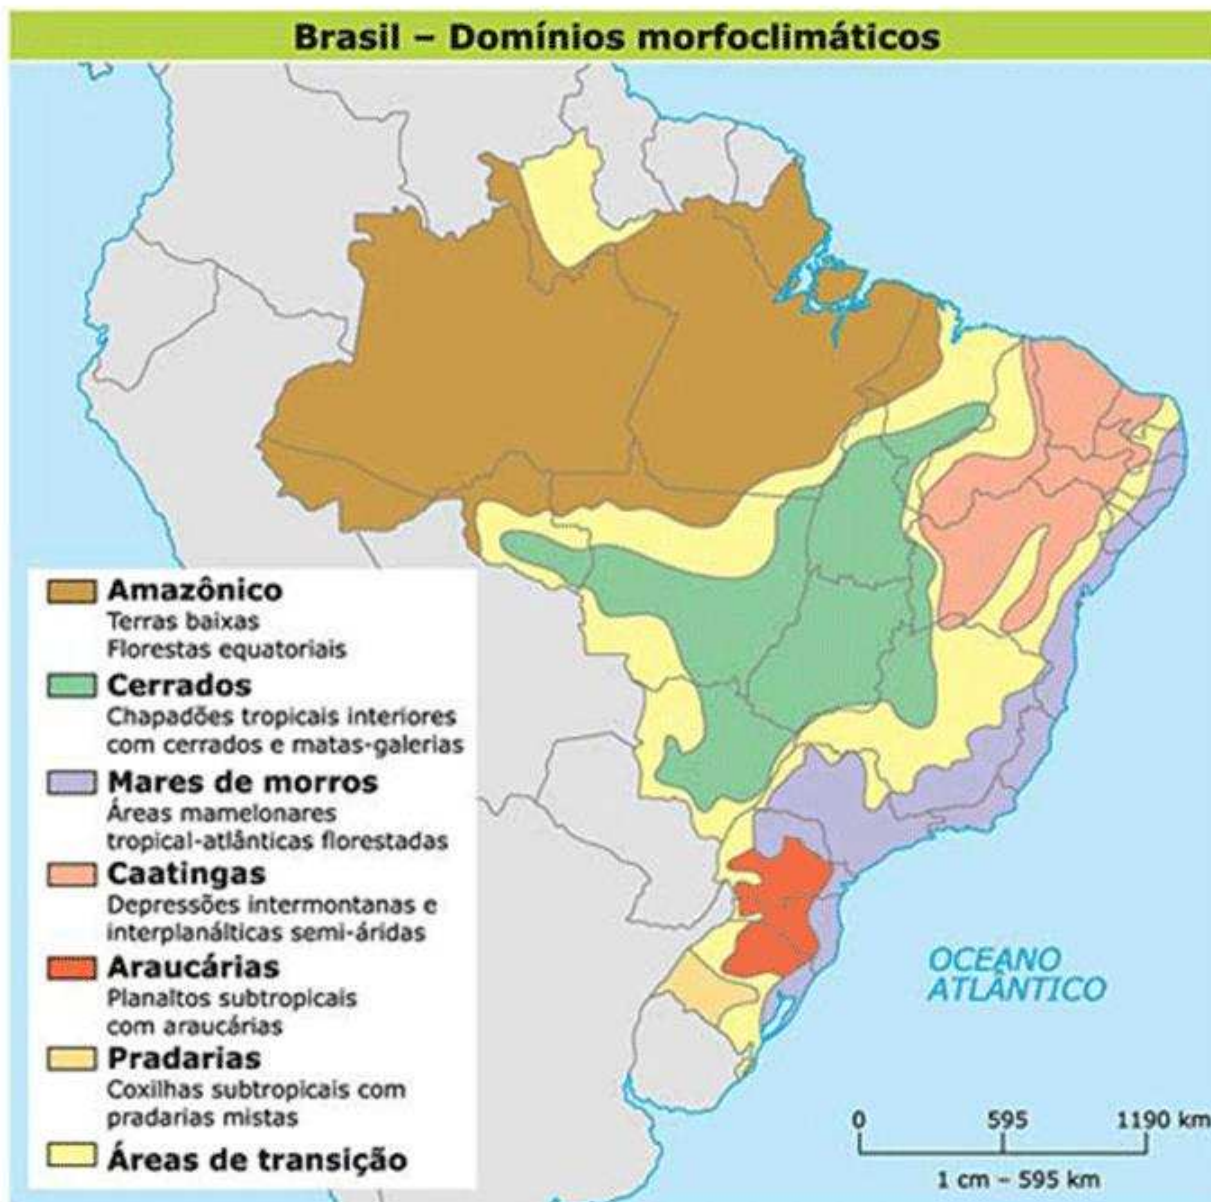 Brasil – Domínios morfoclimáticos
Amazônico
Terras baixas
Florestas equatoriais
Cerrados
Chapadões tropicais interiores
com cerrados e matas-galerias
Mares de morros
Áreas mamelonares
tropical-atlânticas florestadas
Caatingas
Depressões intermontanas e
interplanálticas semi-áridas
Araucárias
Planaltos subtropicais
com araucárias
Pradarias
Coxilhas subtropicais com
pradarias mistas
Áreas de transição
OCEANO
ATLÂNTICO
0 595 1190 km
1 cm – 595 km